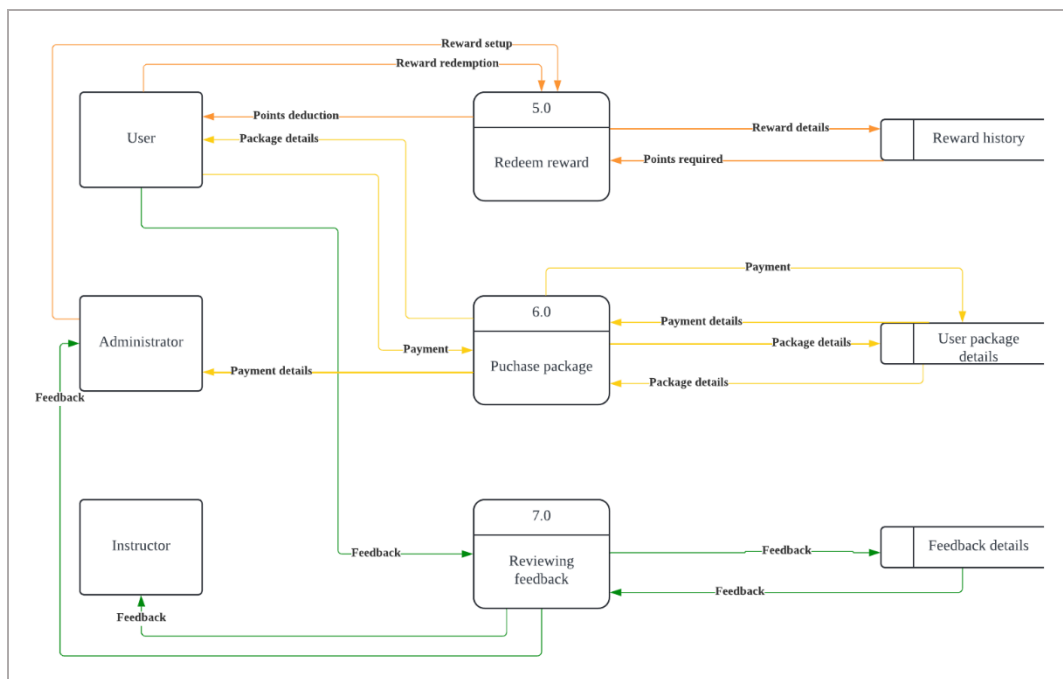 Reward setup
Reward redemption
User
Points deduction
Package details
5.0
Redeem reward
Reward details
Points required
Reward history
Payment
Administrator
6.0
Puchase package
Payment details
Package details
Package details
User package
details
Payment
Payment details
Feedback
Instructor
7.0
Reviewing
feedback
Feedback
Feedback
Feedback details
Feedback
Feedback